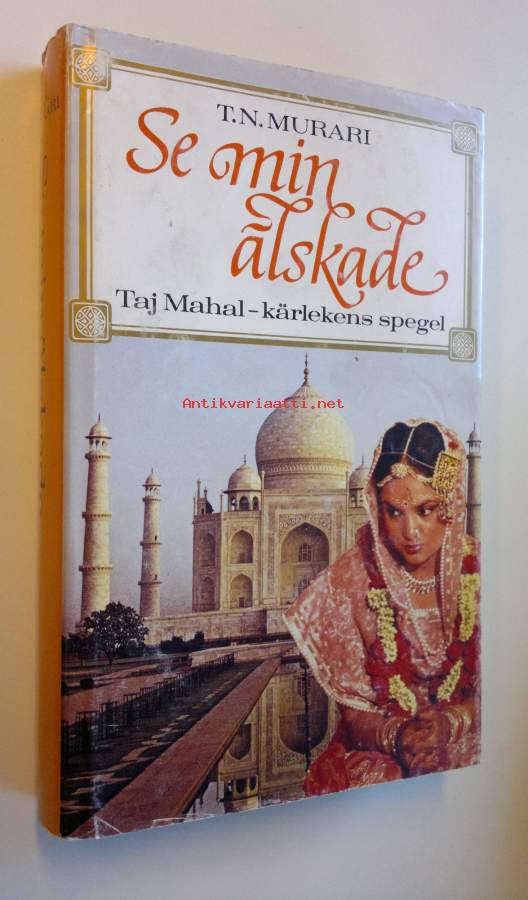 T.N. MURARI
Se min
älskade
Taj Mahal – kärlekens spegel
Antikvariaatti.net